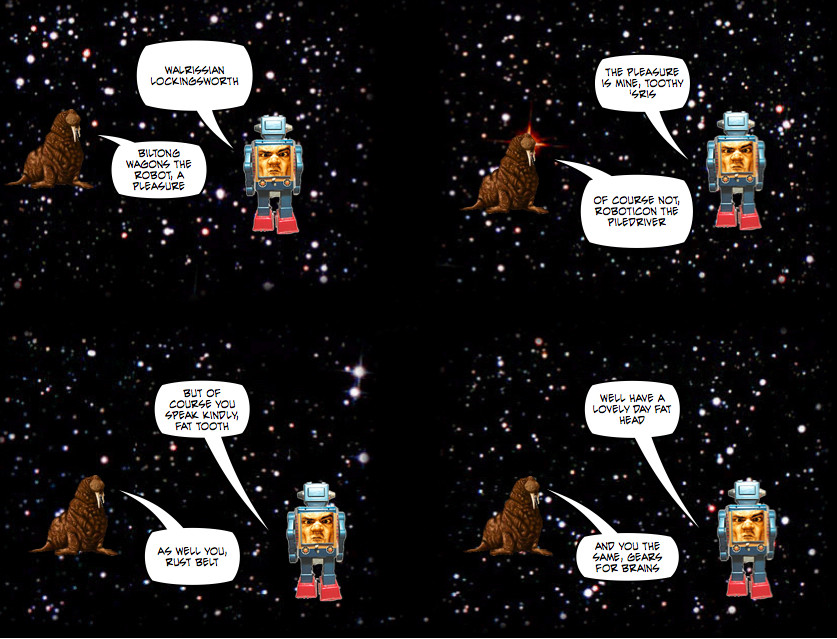 WALRISSIAN
LOCKINGSWORTH
BILTONG
WAGONS THE
ROBOT, A
PLEASURE
THE PLEASURE
IS MINE, TOOTHY
'SRIS
OF COURSE NOT,
ROBOTICON THE
PILEDRIVER
BUT OF
COURSE YOU
SPEAK KINDLY,
FAT TOOTH
AS WELL YOU,
RUST BELT
WELL HAVE A
LOVELY DAY FAT
HEAD
AND YOU THE
SAME, GEARS
FOR BRAINS